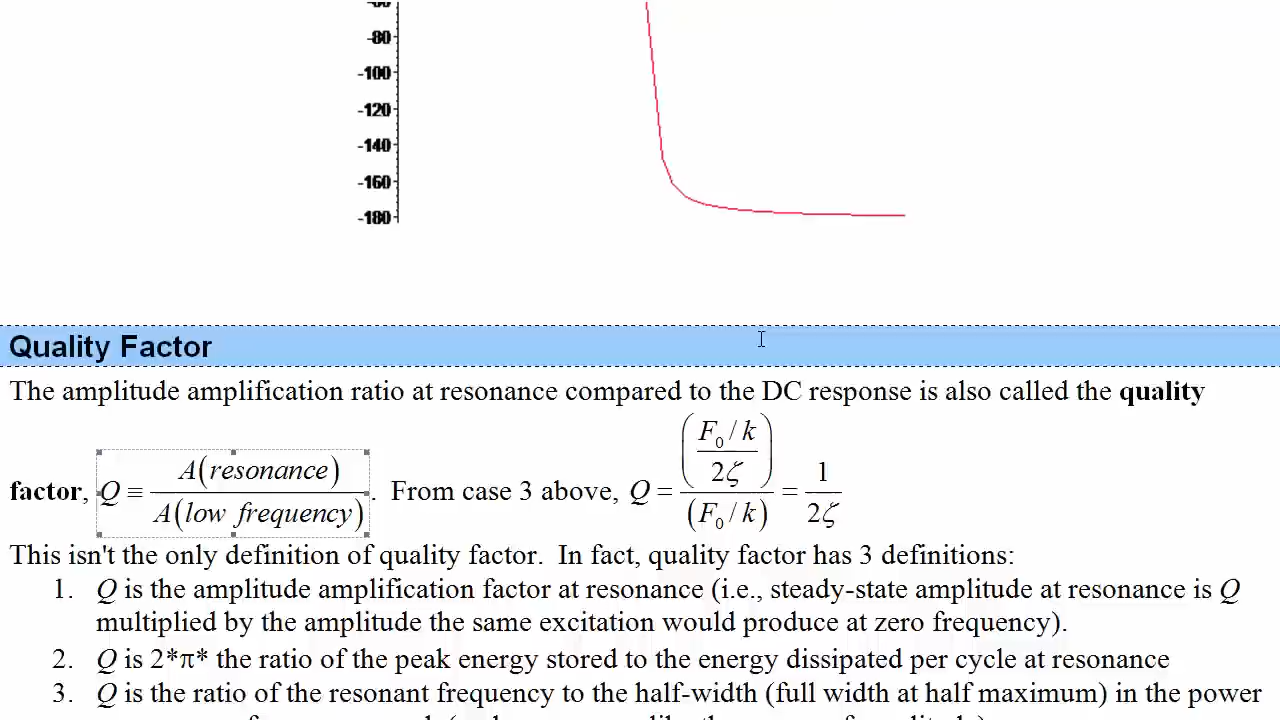 -80
-100
-120
-140
-160
-180
Quality Factor
The amplitude amplification ratio at resonance compared to the DC response is also called the quality
factor, Q ≡ A(resonance) / A(low frequency). From case 3 above, Q = ((F₀ / k) / 2ζ) / (F₀ / k) = 1 / 2ζ
This isn't the only definition of quality factor. In fact, quality factor has 3 definitions:
1. Q is the amplitude amplification factor at resonance (i.e., steady-state amplitude at resonance is Q
multiplied by the amplitude the same excitation would produce at zero frequency).
2. Q is 2*π* the ratio of the peak energy stored to the energy dissipated per cycle at resonance
3. Q is the ratio of the resonant frequency to the half-width (full width at half maximum) in the power